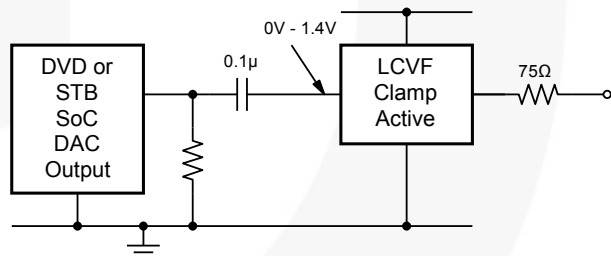 0V - 1.4V
0.1µ
DVD or
STB
SoC
DAC
Output
LCVF
Clamp
Active
75Ω